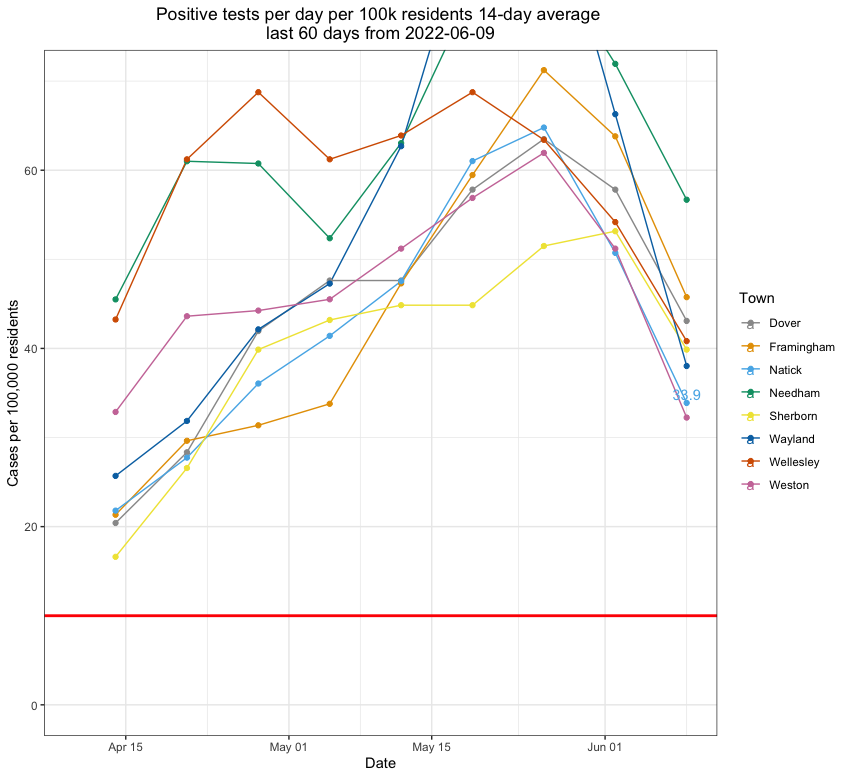 Positive tests per day per 100k residents 14-day average
last 60 days from 2022-06-09
Cases per 100,000 residents
60
40
20
0
33.9
Apr 15
May 01
May 15
Jun 01
Date
Town
a Dover
a Framingham
a Natick
a Needham
a Sherborn
a Wayland
a Wellesley
a Weston